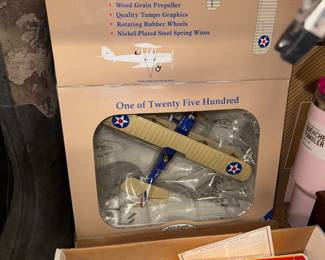 • Wood Grain Propeller
• Quality Tampo Graphics
• Rotating Rubber Wheels
• Nickel-Plated Steel Spring Wires
One of Twenty Five Hundred